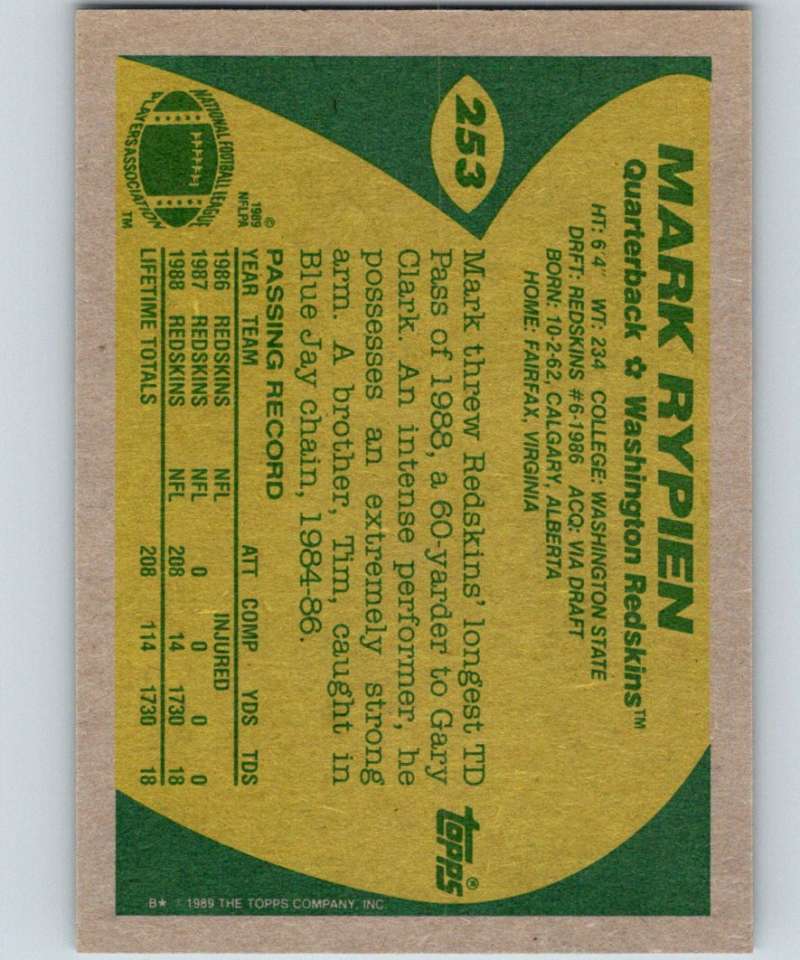 253
MARK RYPIEN
Quarterback ✿ Washington Redskins™
HT: 6'4" WT: 234 COLLEGE: WASHINGTON STATE
DRFT: REDSKINS #6-1986 ACQ: VIA DRAFT
BORN: 10-2-62, CALGARY, ALBERTA
HOME: FAIRFAX, VIRGINIA
Mark threw Redskins' longest TD
Pass of 1988, a 60-yarder to Gary
Clark. An intense performer, he
possesses an extremely strong
arm. A brother, Tim, caught in
Blue Jay chain, 1984-86.
topps®
NATIONAL FOOTBALL LEAGUE
PLAYERS ASSOCIATION
™
©
1989
NFLPA
PASSING RECORD
YEAR TEAM ATT COMP YDS TDS
1986 REDSKINS NFL INJURED
1987 REDSKINS NFL 0 0 0 0
1988 REDSKINS NFL 208 14 1730 18
LIFETIME TOTALS 208 114 1730 18
B★ © 1989 THE TOPPS COMPANY, INC.